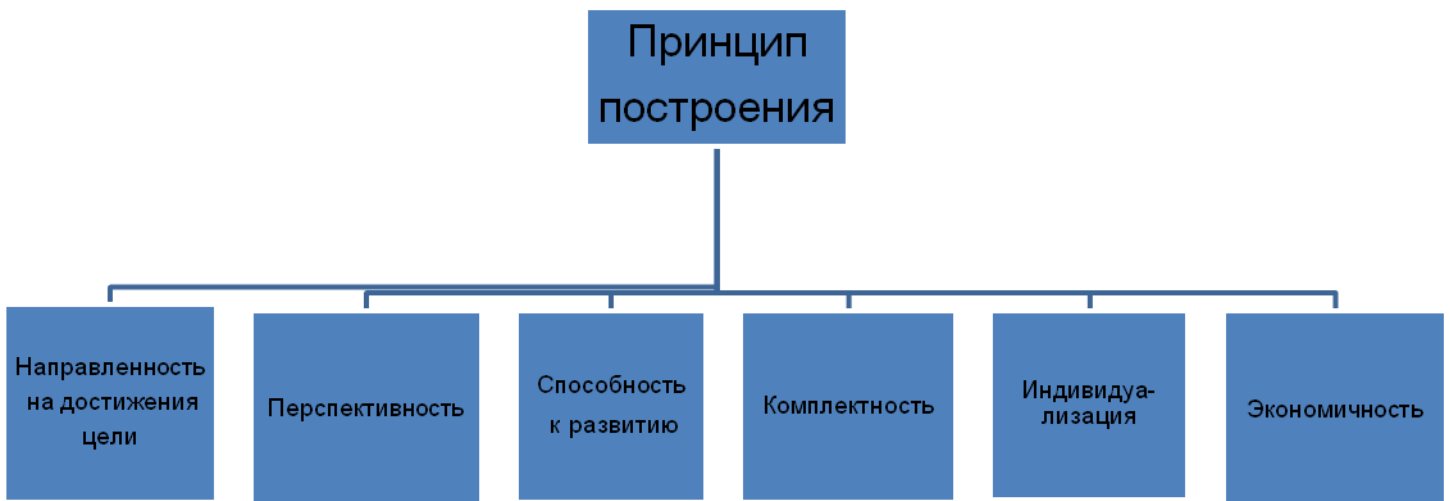 Принцип
построения
Направленность
на достижения
цели
Перспективность
Способность
к развитию
Комплектность
Индивидуа-
лизация
Экономичность